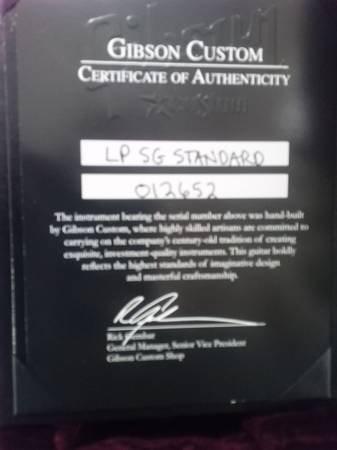 GIBSON CUSTOM
CERTIFICATE OF AUTHENTICITY
LP SG STANDARD
012652
The instrument bearing the serial number above was hand-built
by Gibson Custom, where highly skilled artisans are committed to
carrying on the company's century-old tradition of creating
exquisite, investment-quality instruments. This guitar boldly
reflects the highest standards of imaginative design
and masterful craftsmanship.
Rick
General Manager, Senior Vice President
Gibson Custom Shop